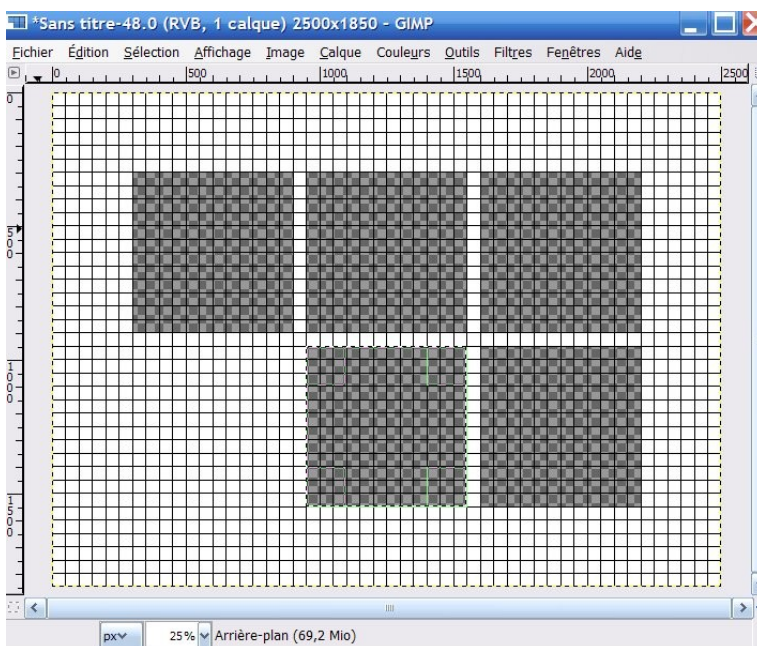 *Sans titre-48.0 (RVB, 1 calque) 2500x1850 - GIMP
Fichier Édition Sélection Affichage Image Calque Couleurs Outils Filtres Fenêtres Aide
0 500 1000 1500 2000 2500
0
500
1000
1500
px 25% Arrière-plan (69,2 Mio)